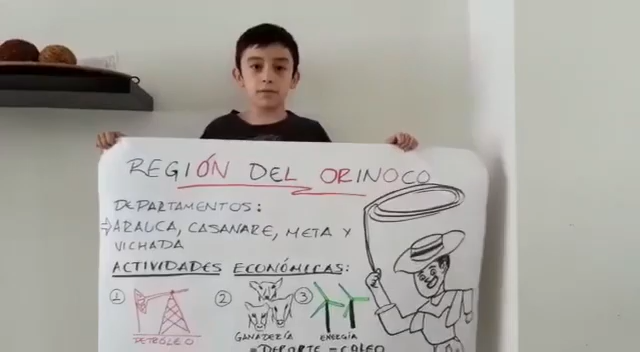 REGIÓN DEL ORINOCO
DEPARTAMENTOS:
⇒ ARAUCA, CASANARE, META Y
VICHADA
ACTIVIDADES ECONÓMICAS:
1 2 3
PETRÓLEO
GANADERÍA ENERGÍA
* DEPORTE - COLEO